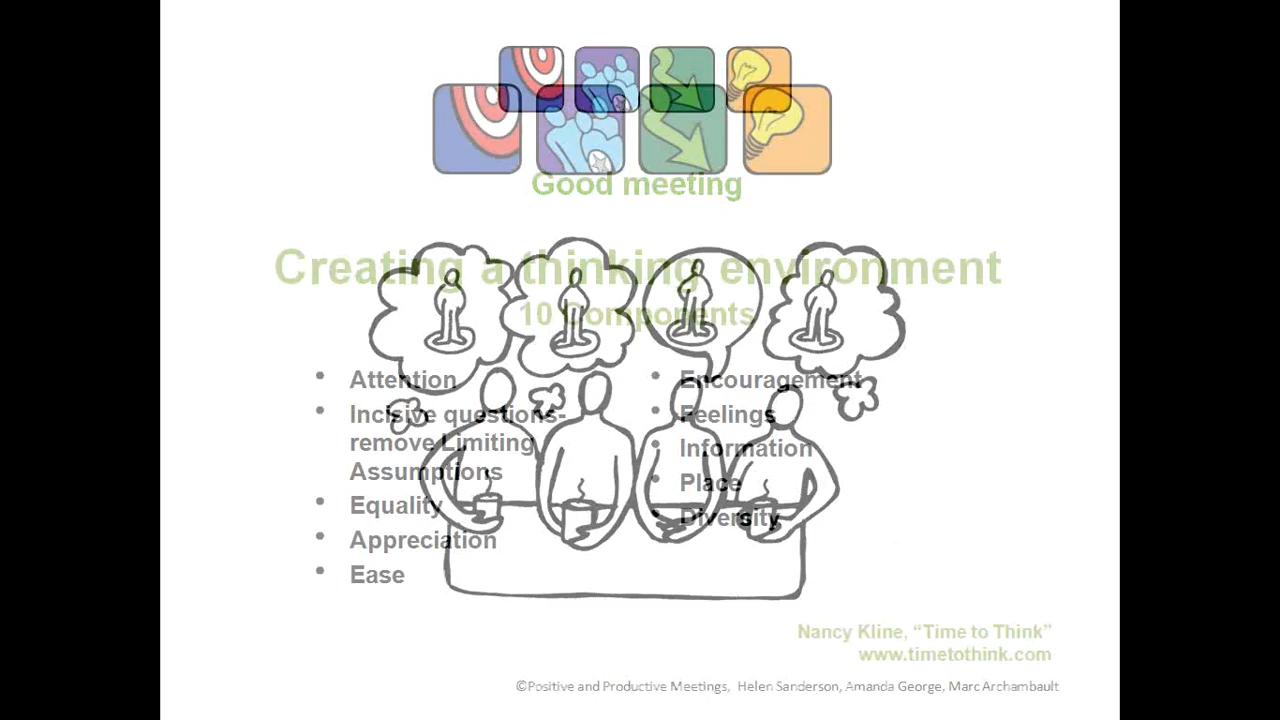 Good meeting
Creating a thinking environment
10 Components
• Attention
• Incisive questions-
remove Limiting
Assumptions
• Equality
• Appreciation
• Ease
• Encouragement
• Feelings
• Information
• Place
• Diversity
Nancy Kline, “Time to Think”
www.timetothink.com
©Positive and Productive Meetings, Helen Sanderson, Amanda George, Marc Archambault